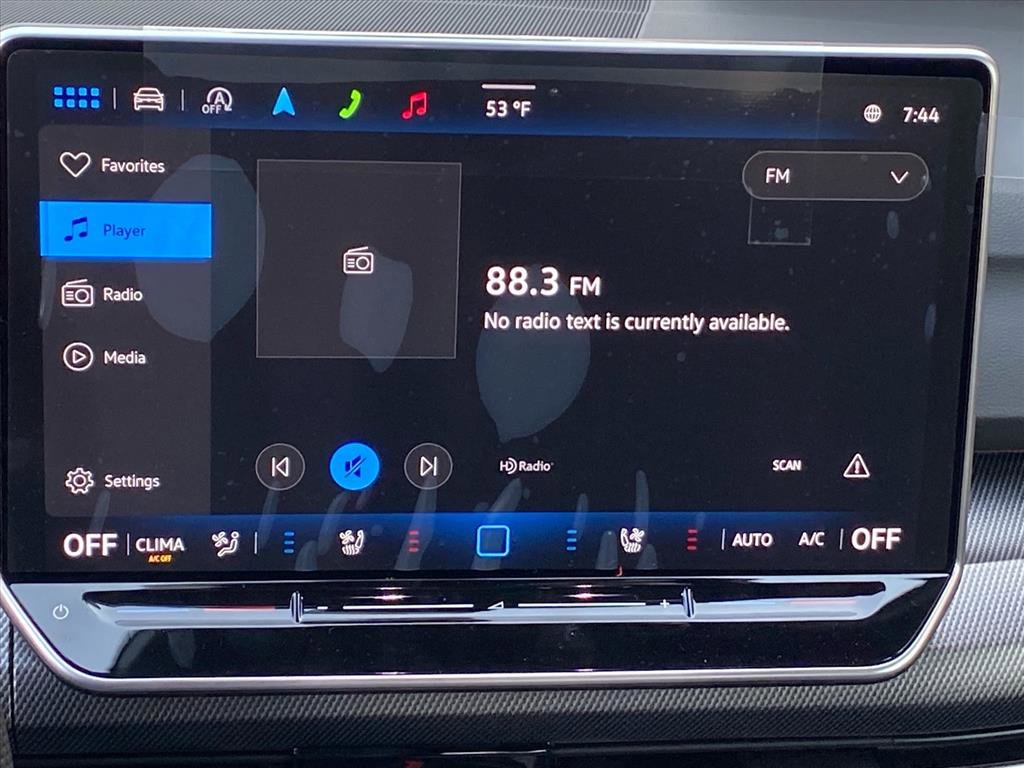 A
OFF
53 °F
7:44
Favorites
FM
Player
88.3 FM
Radio
No radio text is currently available.
Media
HD Radio
SCAN
Settings
OFF CLIMA AUTO A/C OFF
A/C OFF
- +